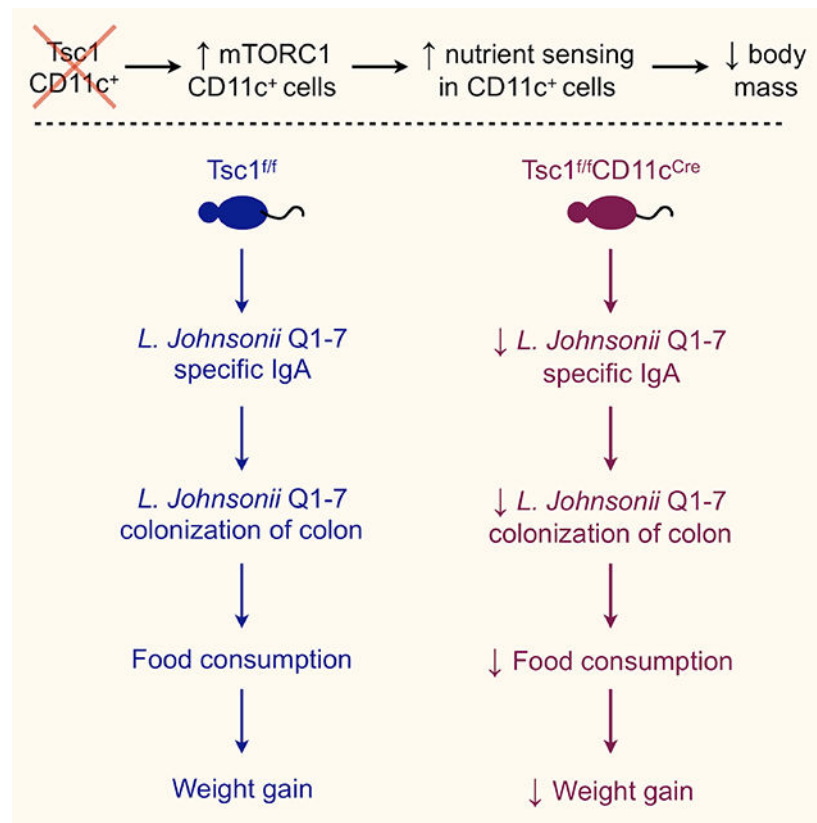 Tsc1 ↑ mTORC1 ↑ nutrient sensing ↓ body
CD11c⁺ CD11c⁺ cells in CD11c⁺ cells mass
Tsc1ᶠ/ᶠ Tsc1ᶠ/ᶠCD11cCre
L. Johnsonii Q1-7 ↓ L. Johnsonii Q1-7
specific IgA specific IgA
L. Johnsonii Q1-7 ↓ L. Johnsonii Q1-7
colonization of colon colonization of colon
Food consumption ↓ Food consumption
Weight gain ↓ Weight gain